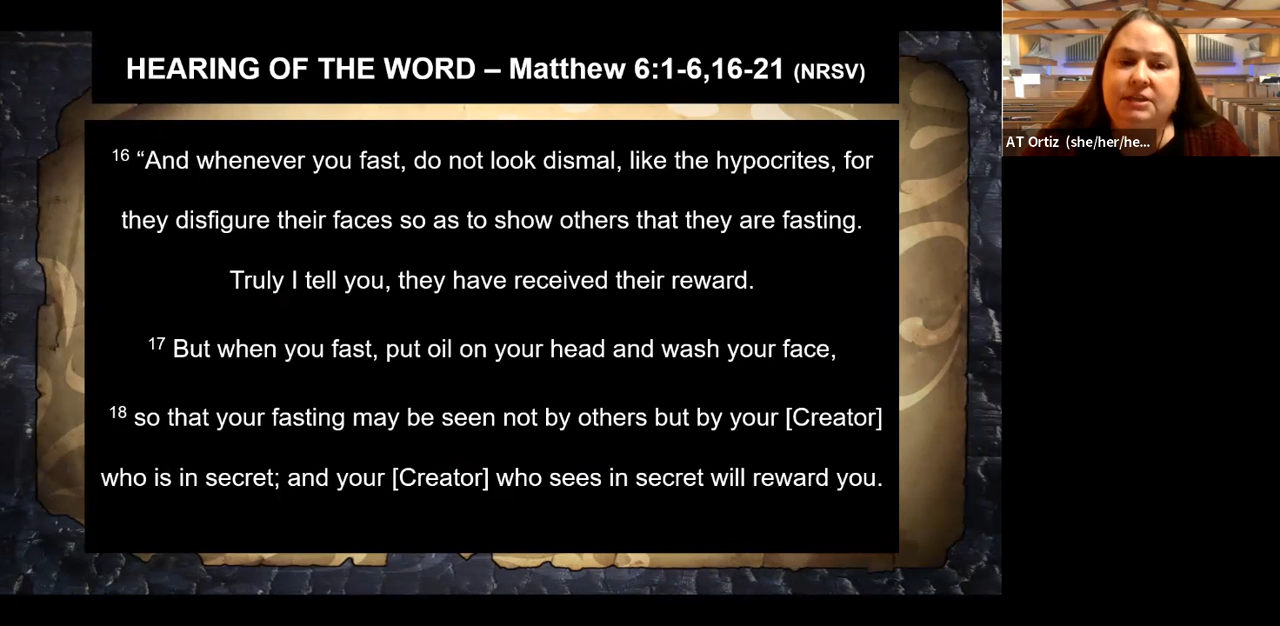 HEARING OF THE WORD – Matthew 6:1-6,16-21 (NRSV)
16 “And whenever you fast, do not look dismal, like the hypocrites, for
they disfigure their faces so as to show others that they are fasting.
Truly I tell you, they have received their reward.
17 But when you fast, put oil on your head and wash your face,
18 so that your fasting may be seen not by others but by your [Creator]
who is in secret; and your [Creator] who sees in secret will reward you.
AT Ortiz (she/her/he...